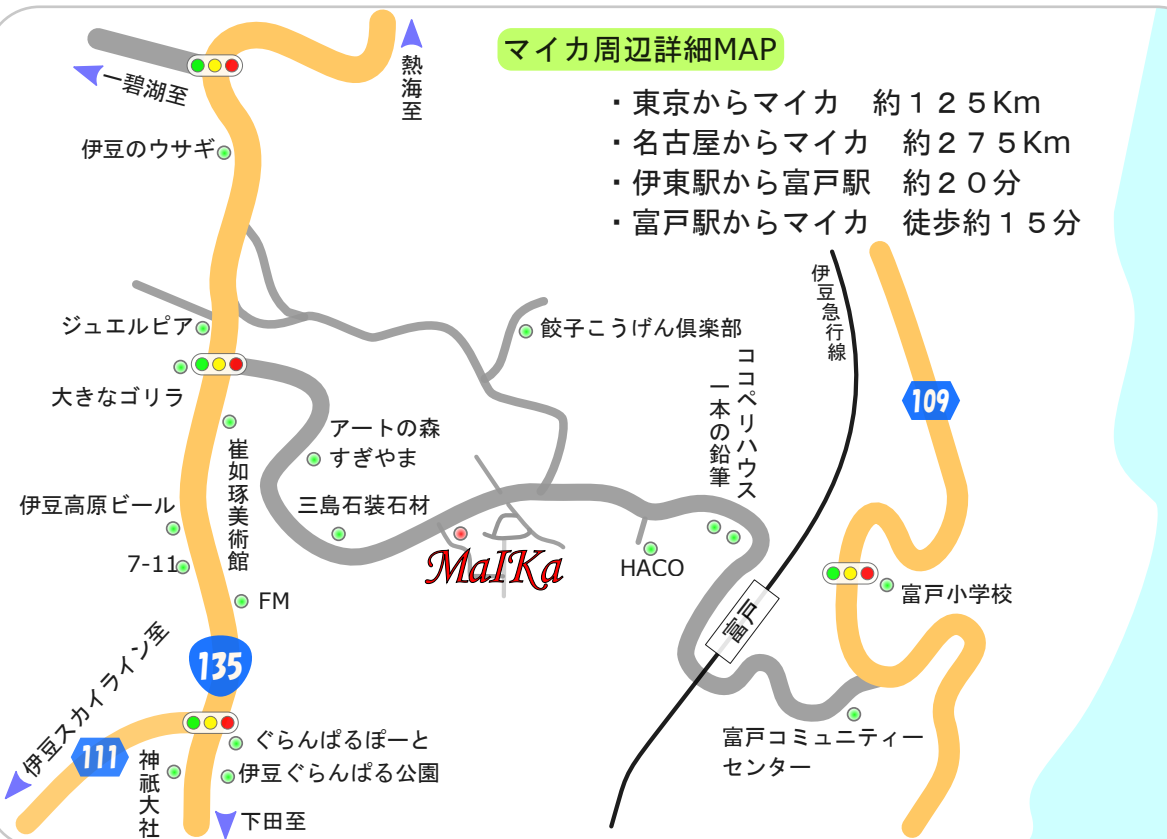 マイカ周辺詳細MAP
・東京からマイカ　約１２５Km
・名古屋からマイカ　約２７５Km
・伊東駅から富戸駅　約２０分
・富戸駅からマイカ　徒歩約１５分
一碧湖至
熱海至
伊豆のウサギ
伊豆急行線
ジュエルピア
餃子こうげん倶楽部
大きなゴリラ
ココペリハウス
一本の鉛筆
109
アートの森
すぎやま
崔如琢美術館
伊豆高原ビール
三島石装石材
7-11
MaIKa
HACO
富戸小学校
FM
富戸
135
伊豆スカイライン至
111
神祇大社
ぐらんぱるぽーと
伊豆ぐらんぱる公園
富戸コミュニティー
センター
下田至